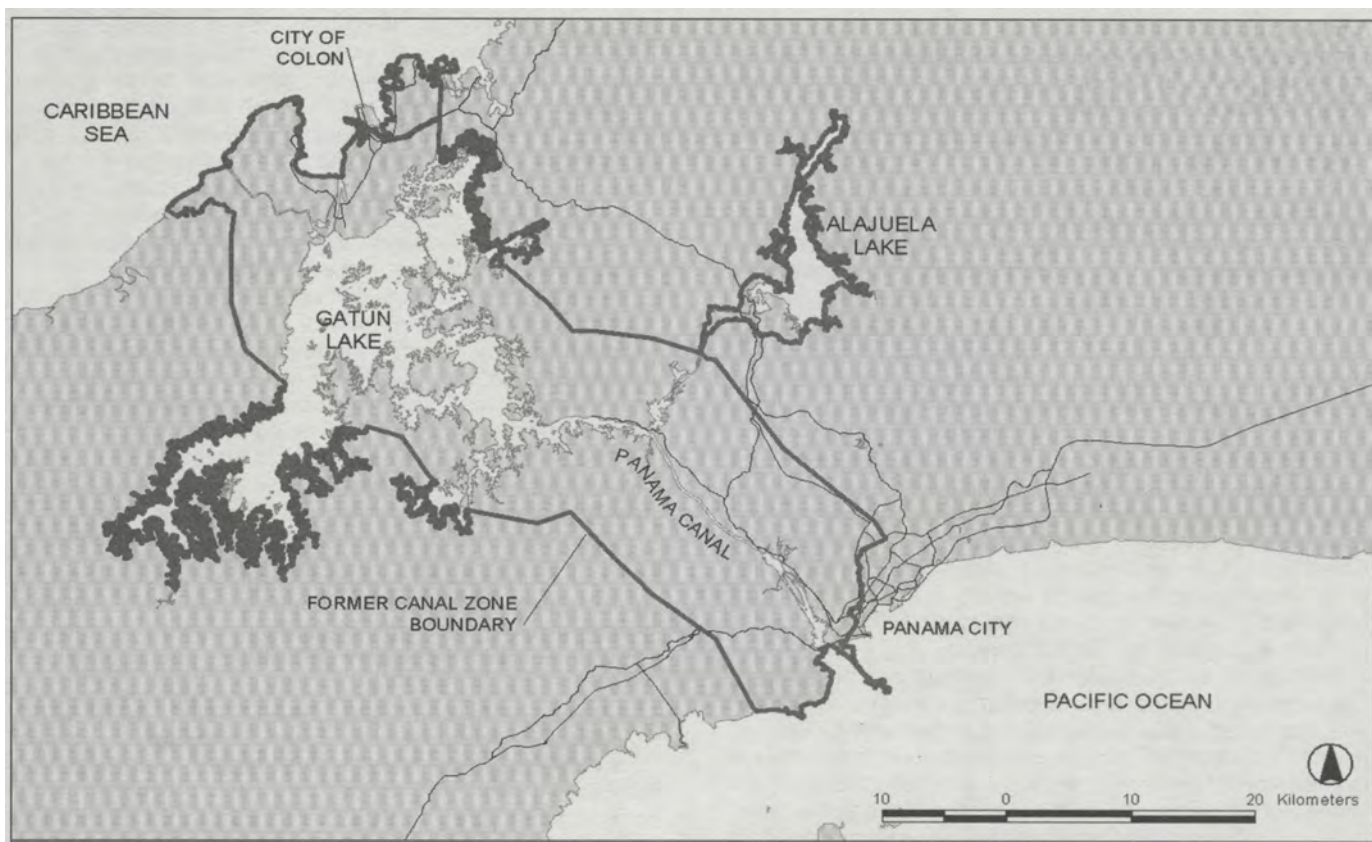 CITY OF
COLON
CARIBBEAN
SEA
ALAJUELA
LAKE
GATUN
LAKE
PANAMA CANAL
FORMER CANAL ZONE
BOUNDARY
PANAMA CITY
PACIFIC OCEAN
10 0 10 20 Kilometers